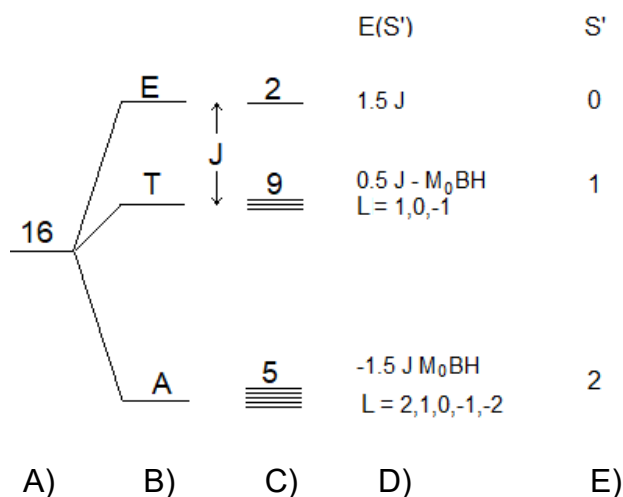 E(S') S'
E 2 1.5 J 0
J
T 9 0.5 J - M₀BH 1
L = 1,0,-1
16
A 5 -1.5 J M₀BH 2
L = 2,1,0,-1,-2
A) B) C) D) E)